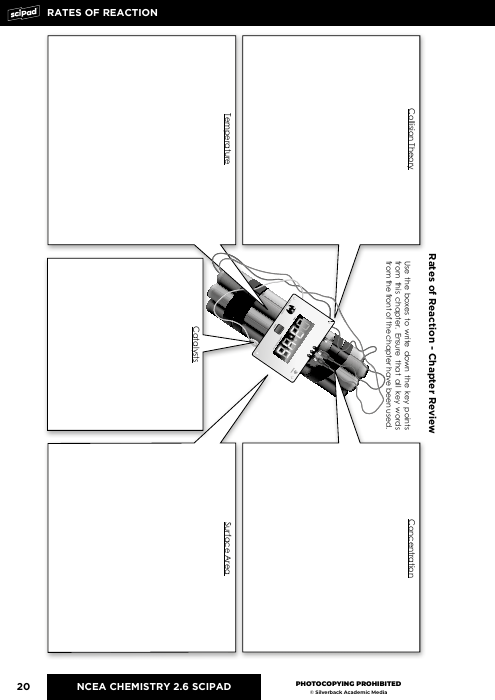 scipad RATES OF REACTION
Rates of Reaction - Chapter Review
Use the boxes to write down the key points
from this chapter. Ensure that all key words
from the front of the chapter have been used.
Collision Theory
Concentration
Temperature
Catalysts
Surface Area
20
NCEA CHEMISTRY 2.6 SCIPAD
PHOTOCOPYING PROHIBITED
© Silverback Academic Media